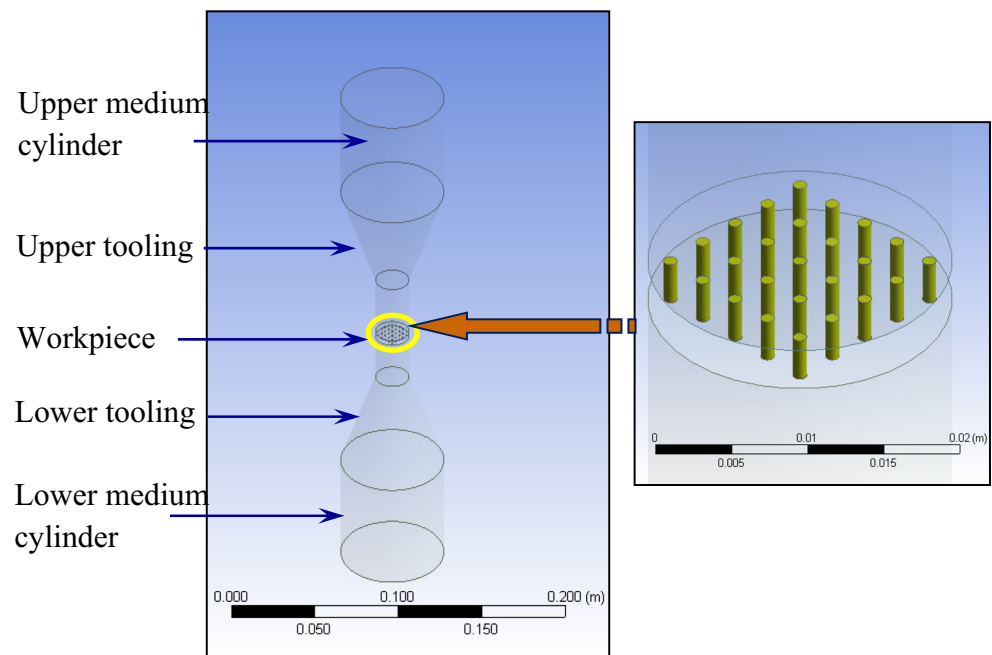 Upper medium
cylinder
Upper tooling
Workpiece
Lower tooling
Lower medium
cylinder
0.000
0.100
0.200 (m)
0.050
0.150
0
0.01
0.02 (m)
0.005
0.015